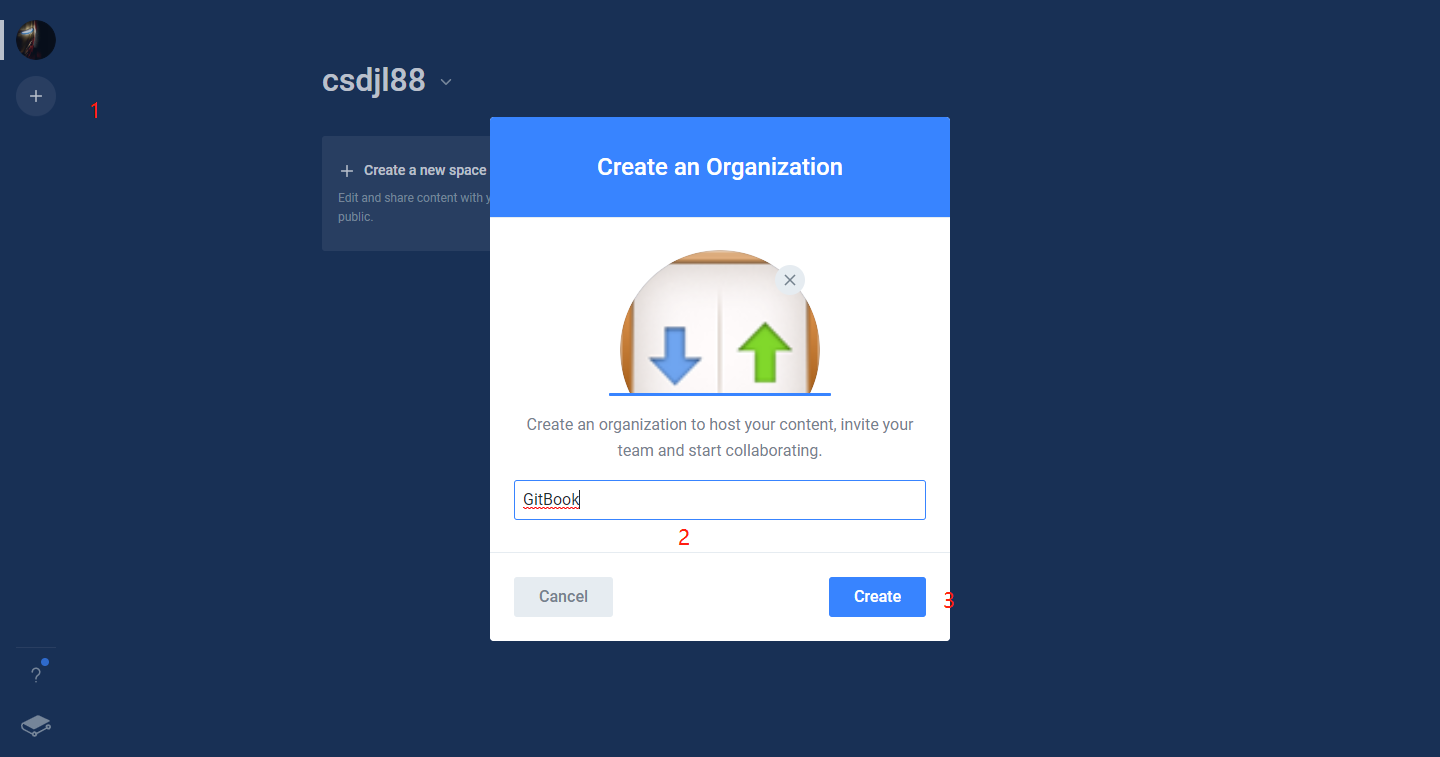 csdjl88
+
1
+ Create a new space
Edit and share content with y
public.
Create an Organization
Create an organization to host your content, invite your
team and start collaborating.
GitBook
2
Cancel
Create
3
?